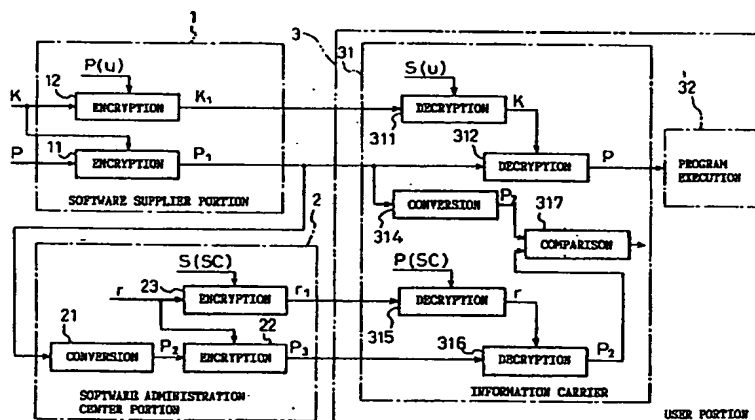 1
3
31
P(u)
12
S(u)
32
K
ENCRYPTION
K1
DECRYPTION
K
311
312
11
P
ENCRYPTION
P1
DECRYPTION
P
PROGRAM
EXECUTION
SOFTWARE SUPPLIER PORTION
2
314
CONVERSION
P2
317
COMPARISON
S(SC)
P(SC)
23
r
ENCRYPTION
r1
DECRYPTION
r
315
21
22
316
CONVERSION
P2
ENCRYPTION
P3
DECRYPTION
P2
SOFTWARE ADMINISTRATION
CENTER PORTION
INFORMATION CARRIER
USER PORTION